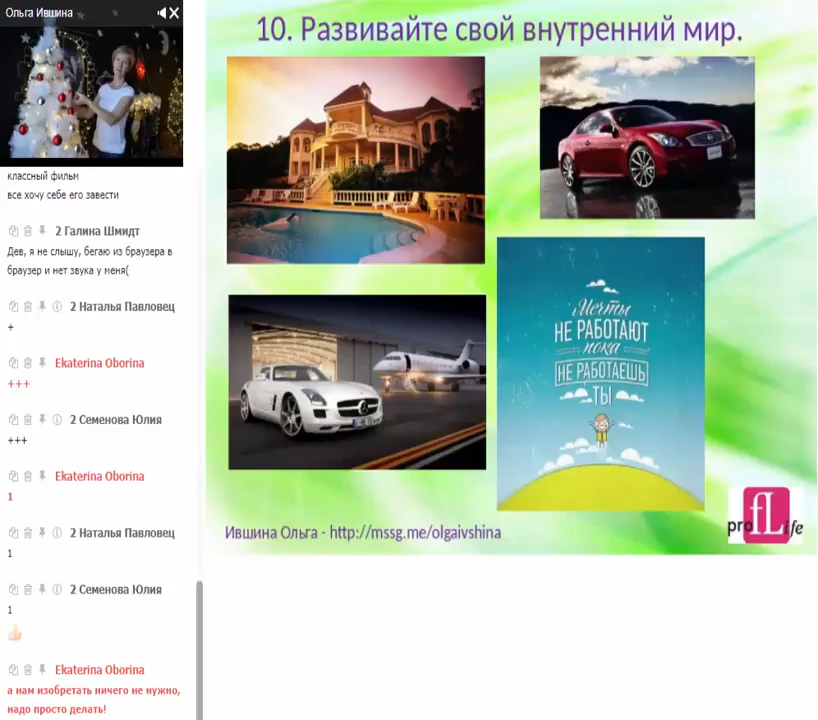 Ольга Ившина
классный фильм
все хочу себе его завести
2 Галина Шмидт
Дев, я не слышу, бегаю из браузера в
браузер и нет звука у меня(
2 Наталья Павловец
+
Ekaterina Oborina
+++
2 Семенова Юлия
+++
Ekaterina Oborina
1
2 Наталья Павловец
1
2 Семенова Юлия
1
Ekaterina Oborina
а нам изобретать ничего не нужно,
надо просто делать!
10. Развивайте свой внутренний мир.
Мечты
НЕ РАБОТАЮТ
пока
НЕ РАБОТАЕШЬ
ТЫ
Ившина Ольга - http://mssg.me/olgaivshina
pro fLife